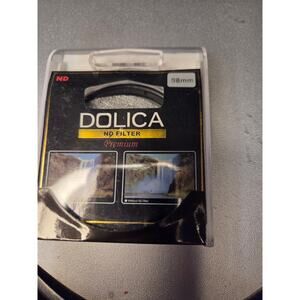 ND
58mm
DOLICA
ND FILTER
Premium